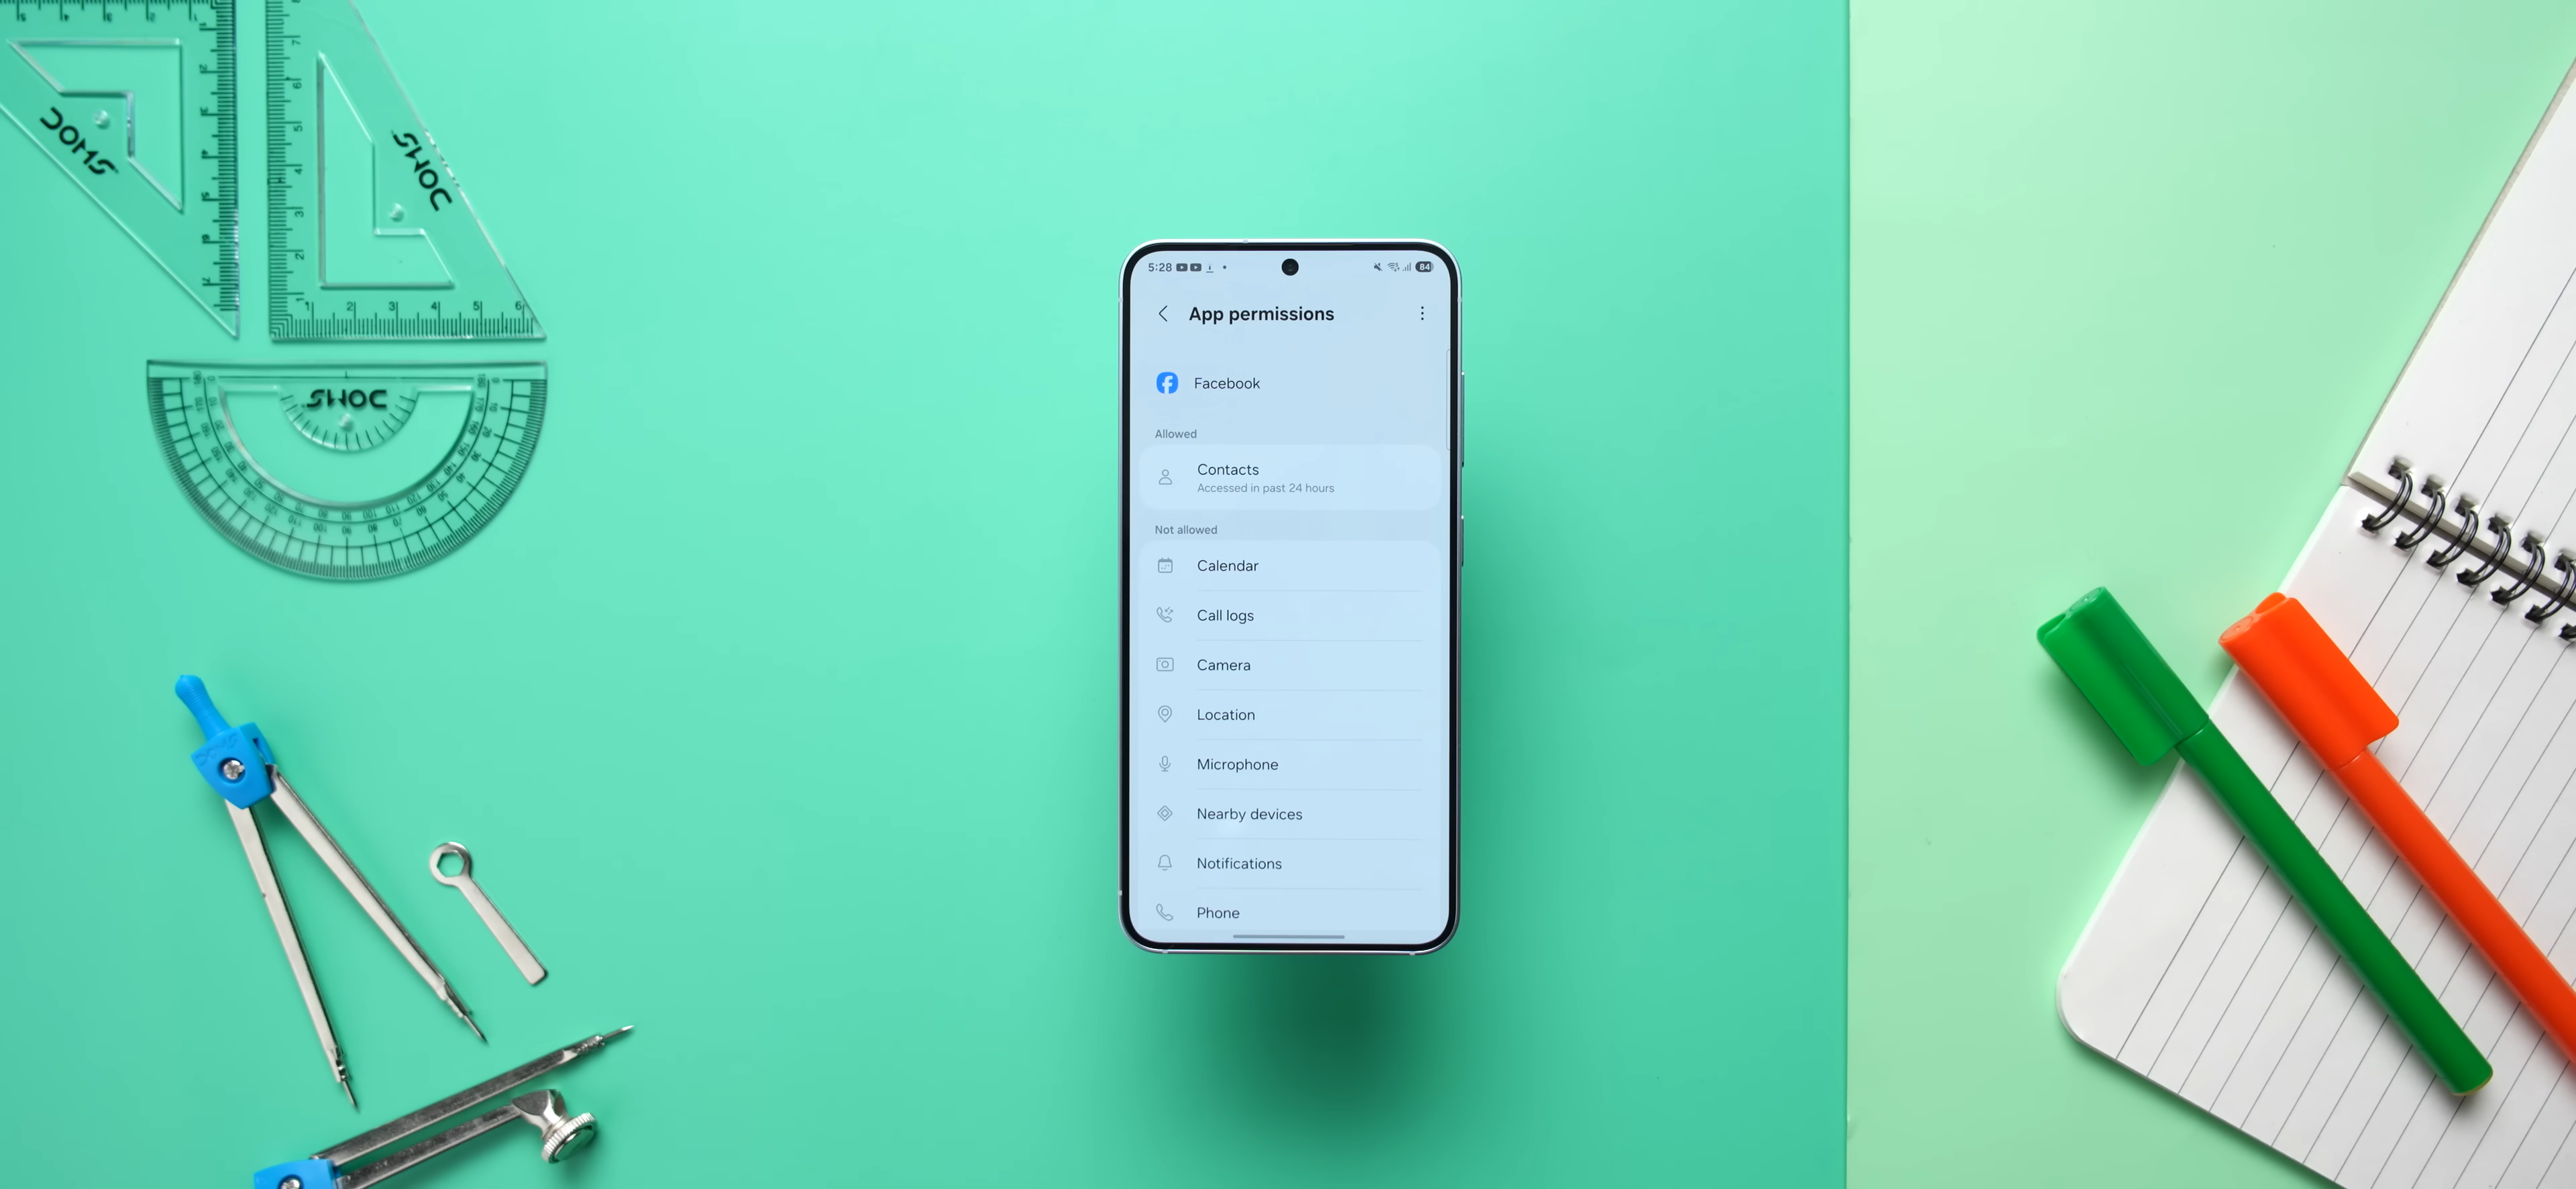 DOMS
DOMS
DOMS
5:28
84
App permissions
Facebook
Allowed
Contacts
Accessed in past 24 hours
Not allowed
Calendar
Call logs
Camera
Location
Microphone
Nearby devices
Notifications
Phone